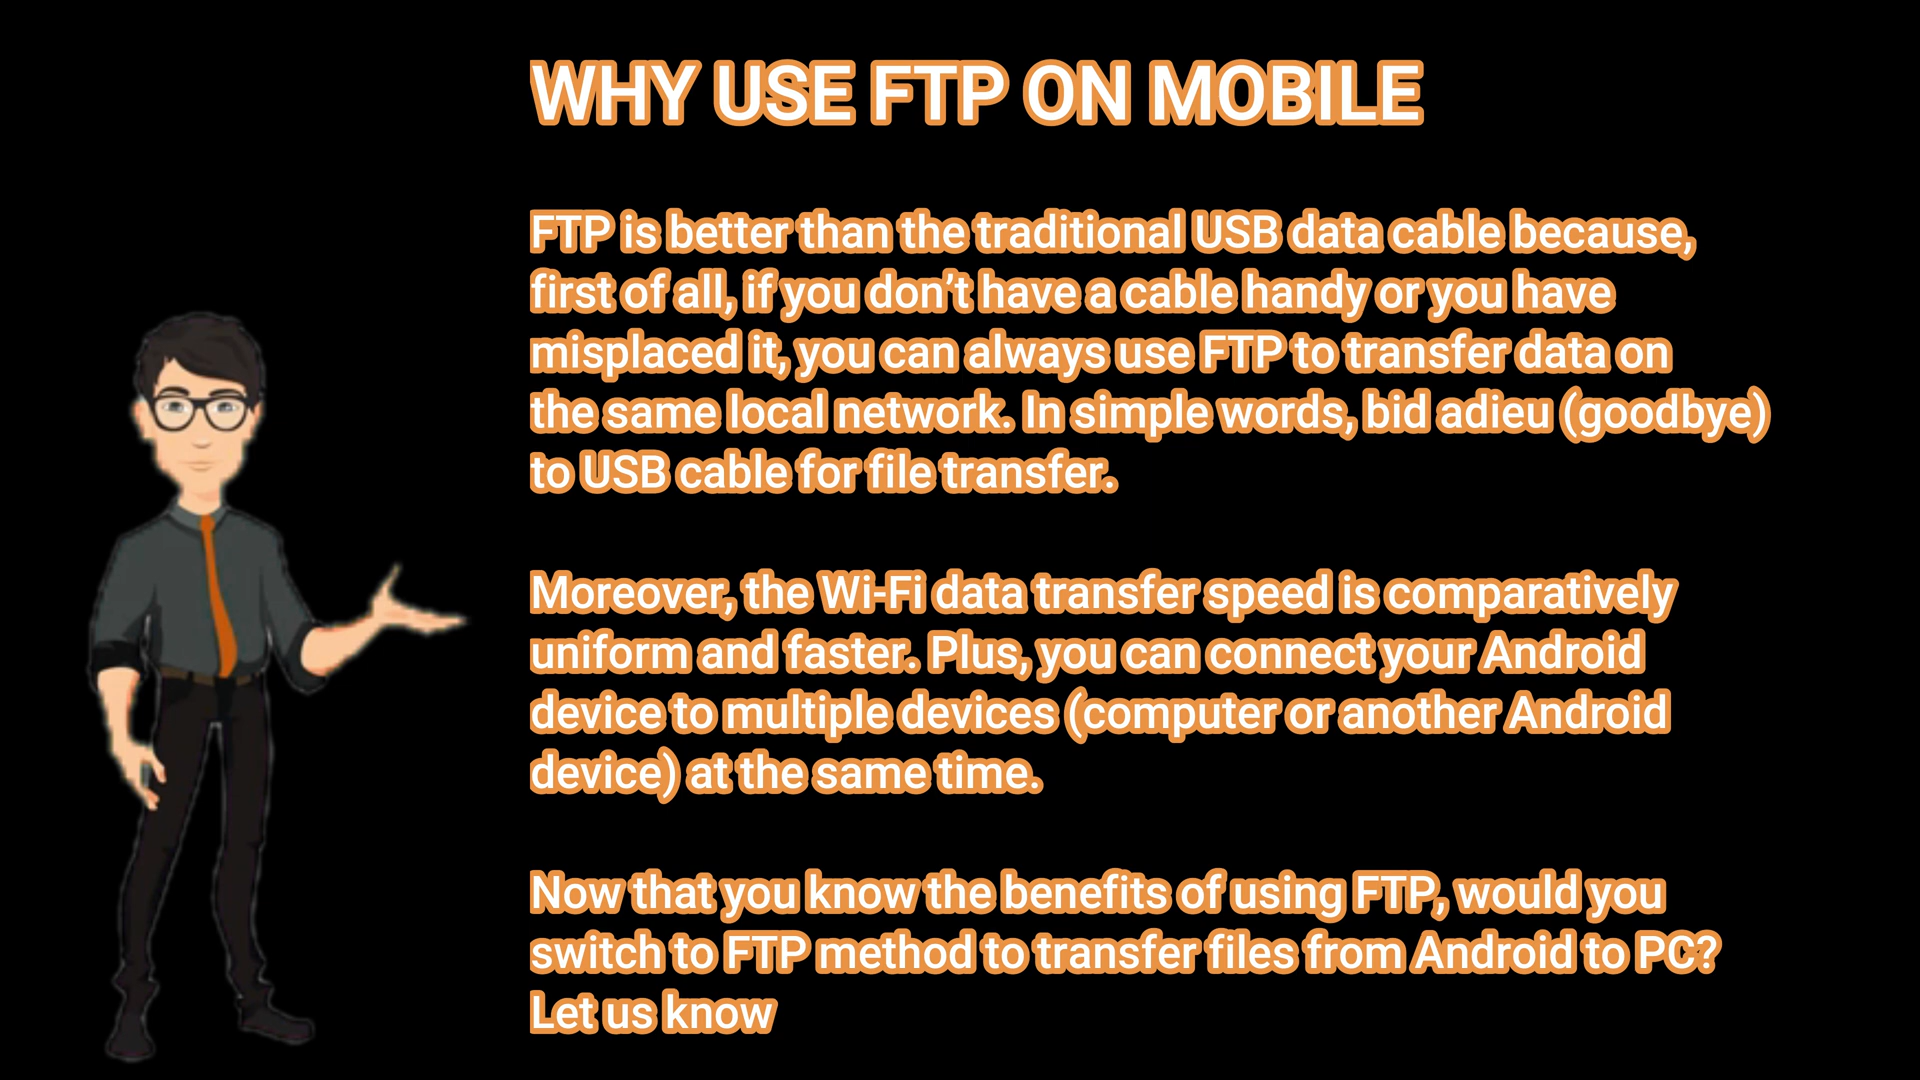 WHY USE FTP ON MOBILE
FTP is better than the traditional USB data cable because,
first of all, if you don’t have a cable handy or you have
misplaced it, you can always use FTP to transfer data on
the same local network. In simple words, bid adieu (goodbye)
to USB cable for file transfer.
Moreover, the Wi-Fi data transfer speed is comparatively
uniform and faster. Plus, you can connect your Android
device to multiple devices (computer or another Android
device) at the same time.
Now that you know the benefits of using FTP, would you
switch to FTP method to transfer files from Android to PC?
Let us know